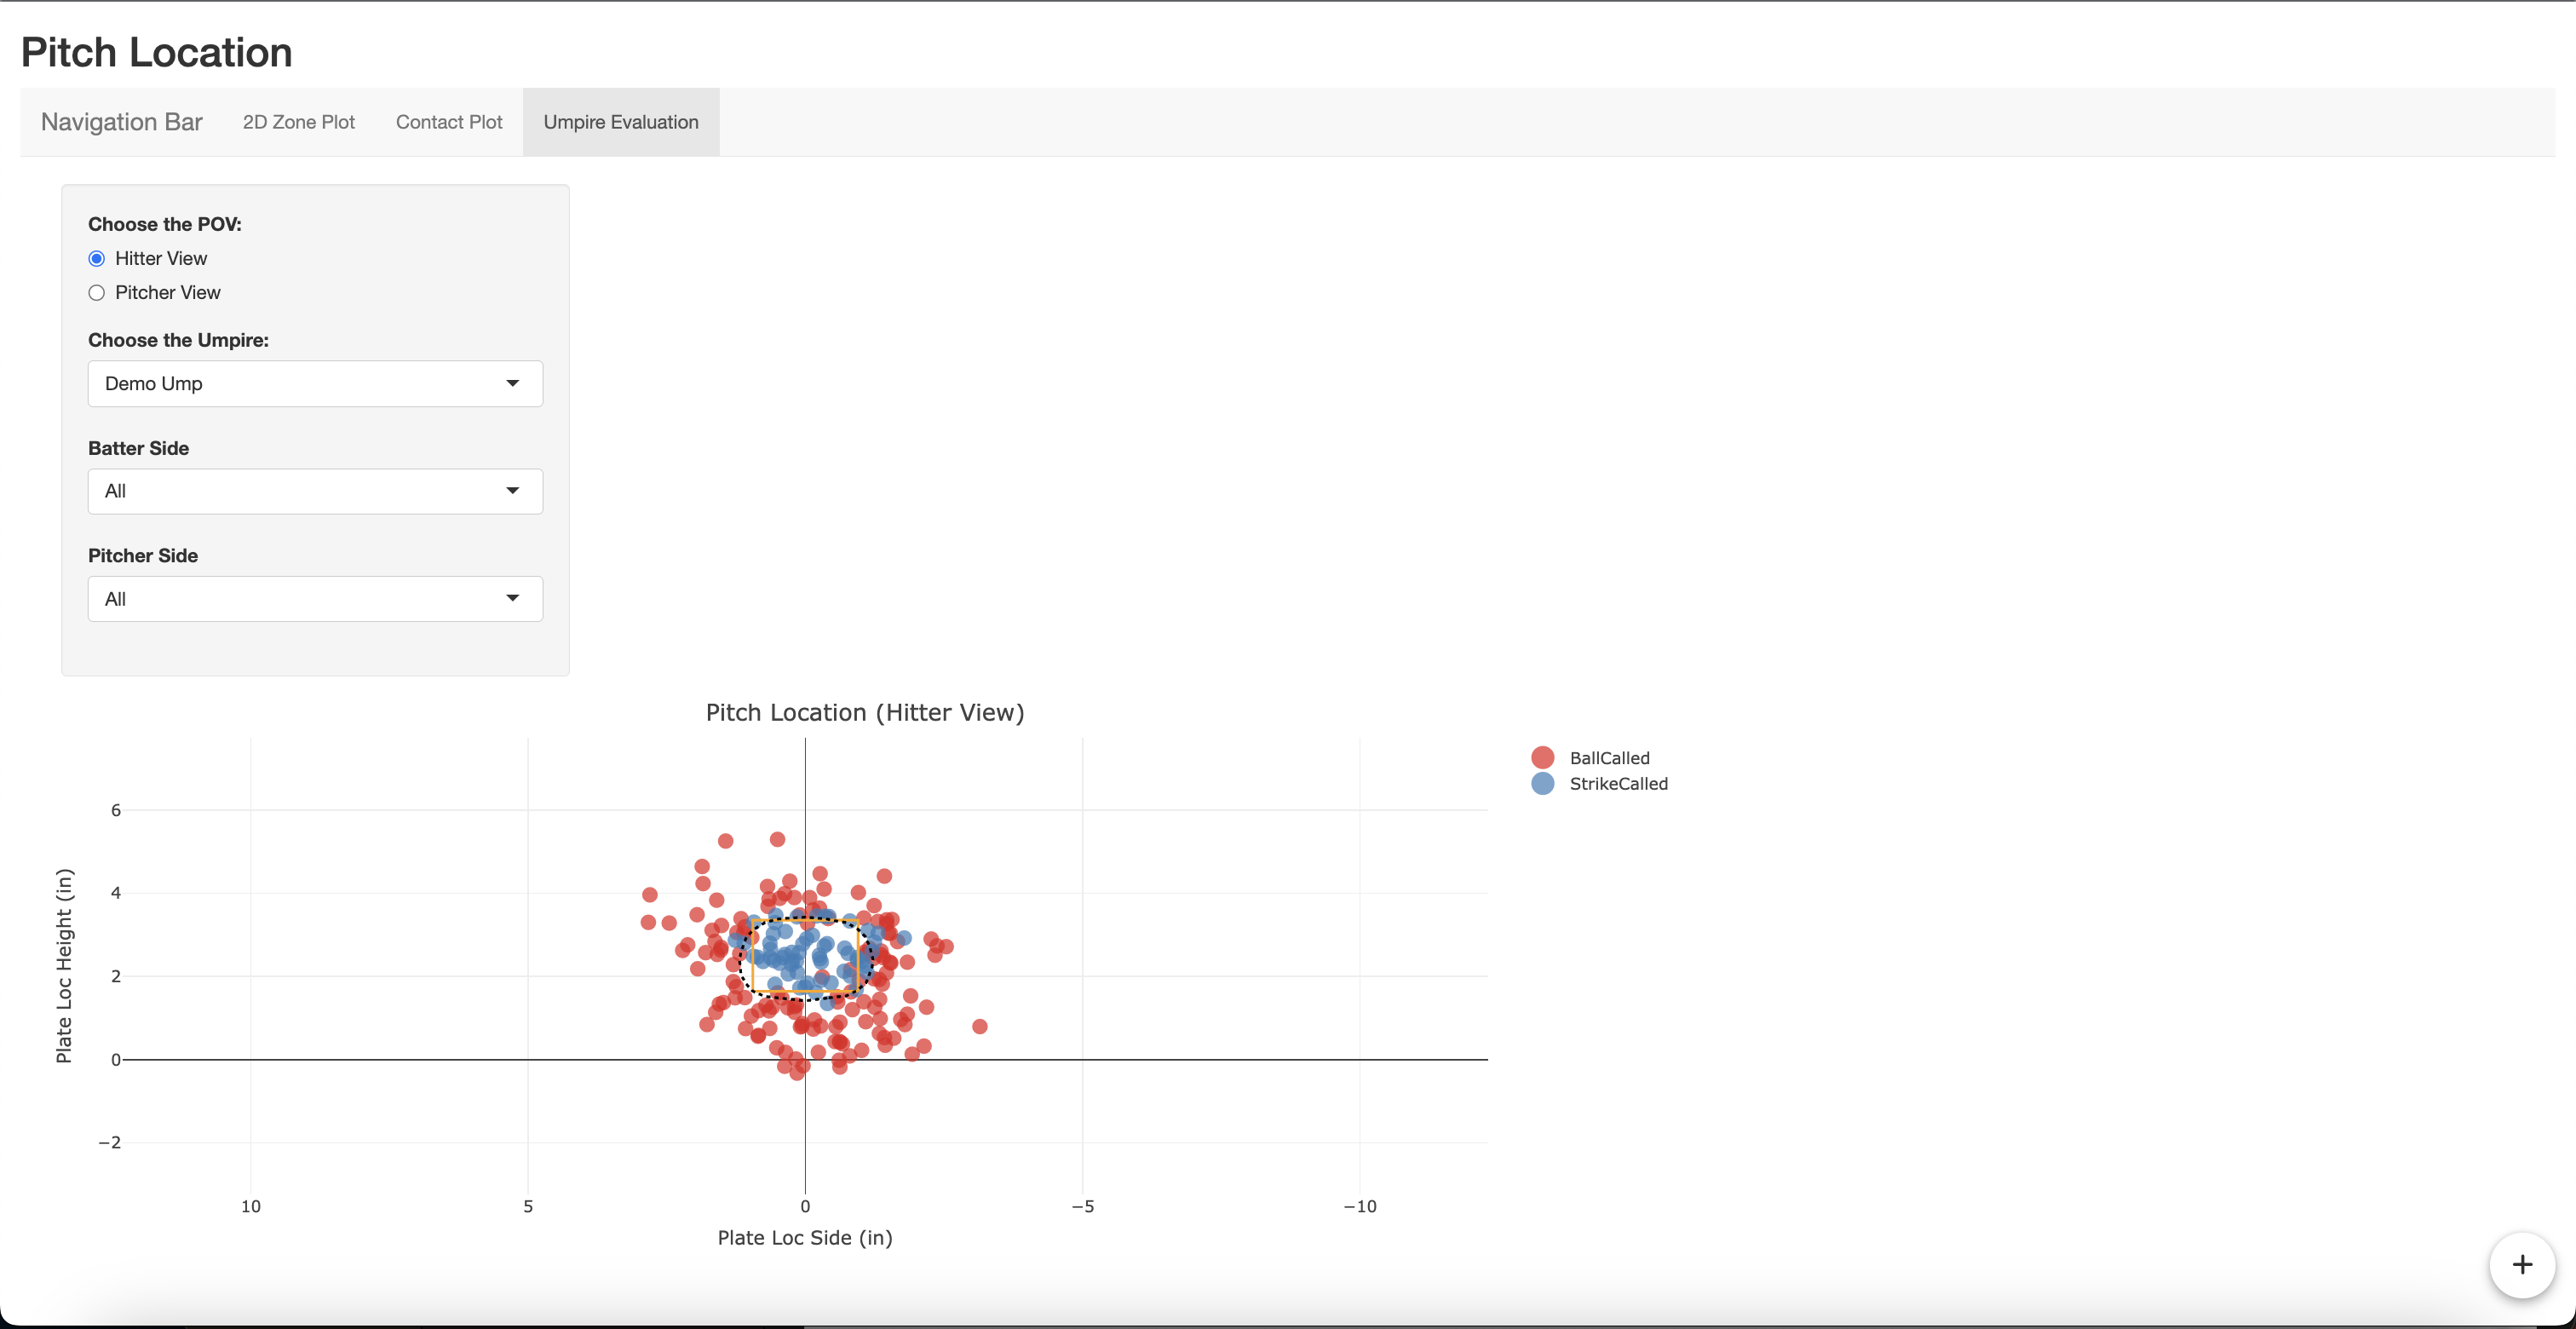 Pitch Location
Navigation Bar
2D Zone Plot
Contact Plot
Umpire Evaluation
Choose the POV:
Hitter View
Pitcher View
Choose the Umpire:
Demo Ump
Batter Side
All
Pitcher Side
All
Pitch Location (Hitter View)
BallCalled
StrikeCalled
Plate Loc Height (in)
6
4
2
0
−2
10
5
0
−5
−10
Plate Loc Side (in)
+